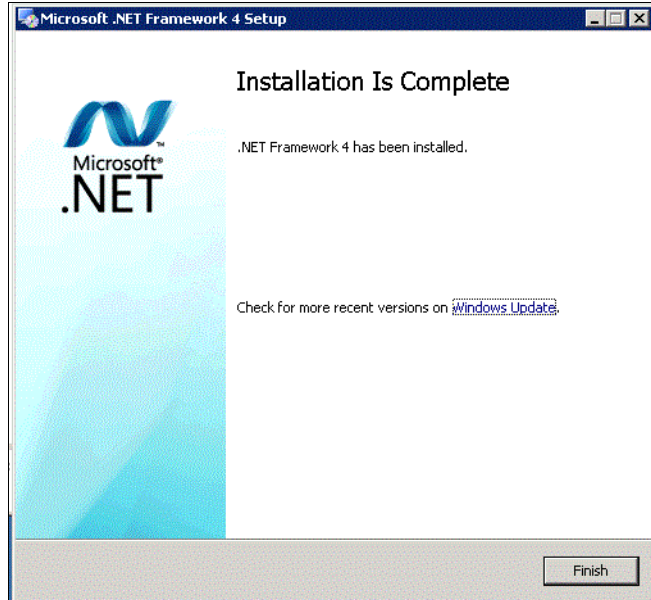 Microsoft .NET Framework 4 Setup
Installation Is Complete
Microsoft®
.NET
™
.NET Framework 4 has been installed.
Check for more recent versions on Windows Update.
Finish